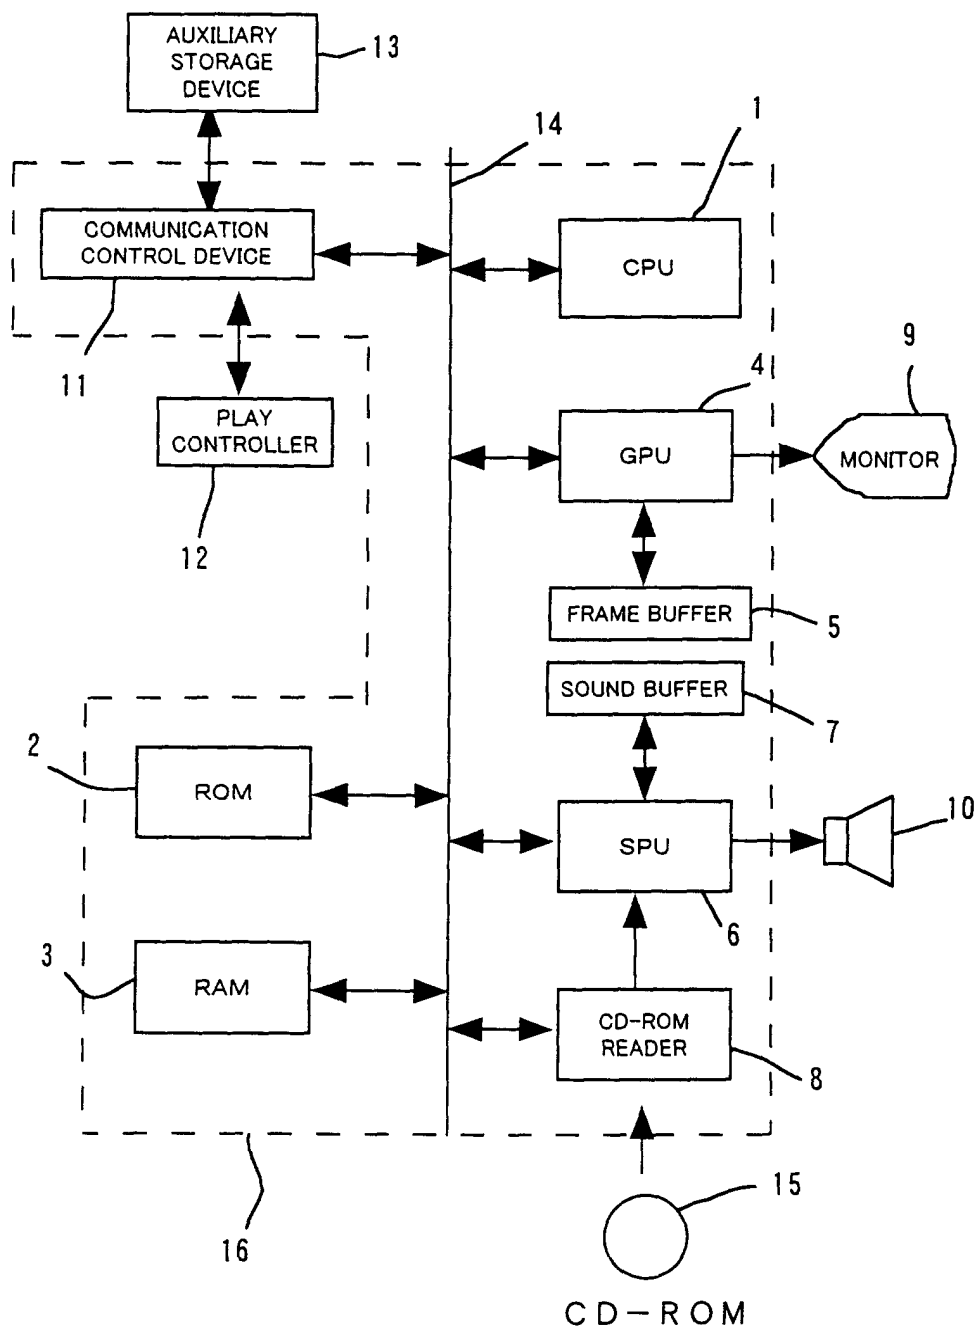 AUXILIARY
STORAGE
DEVICE
13
14
1
COMMUNICATION
CONTROL DEVICE
CPU
11
4
9
PLAY
CONTROLLER
GPU
MONITOR
12
FRAME BUFFER
5
SOUND BUFFER
7
2
ROM
10
SPU
6
3
RAM
CD-ROM
READER
8
15
16
CD-ROM